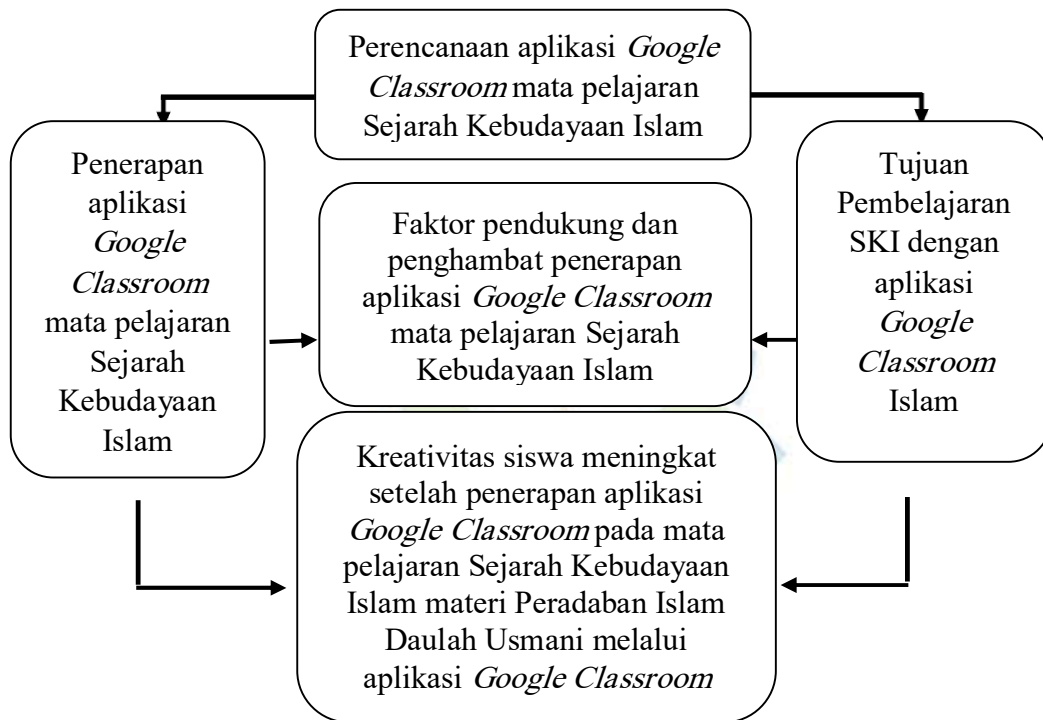 Perencanaan aplikasi Google
Classroom mata pelajaran
Sejarah Kebudayaan Islam
Penerapan
aplikasi
Google
Classroom
mata pelajaran
Sejarah
Kebudayaan
Islam
Faktor pendukung dan
penghambat penerapan
aplikasi Google Classroom
mata pelajaran Sejarah
Kebudayaan Islam
Tujuan
Pembelajaran
SKI dengan
aplikasi
Google
Classroom
Islam
Kreativitas siswa meningkat
setelah penerapan aplikasi
Google Classroom pada mata
pelajaran Sejarah Kebudayaan
Islam materi Peradaban Islam
Daulah Usmani melalui
aplikasi Google Classroom